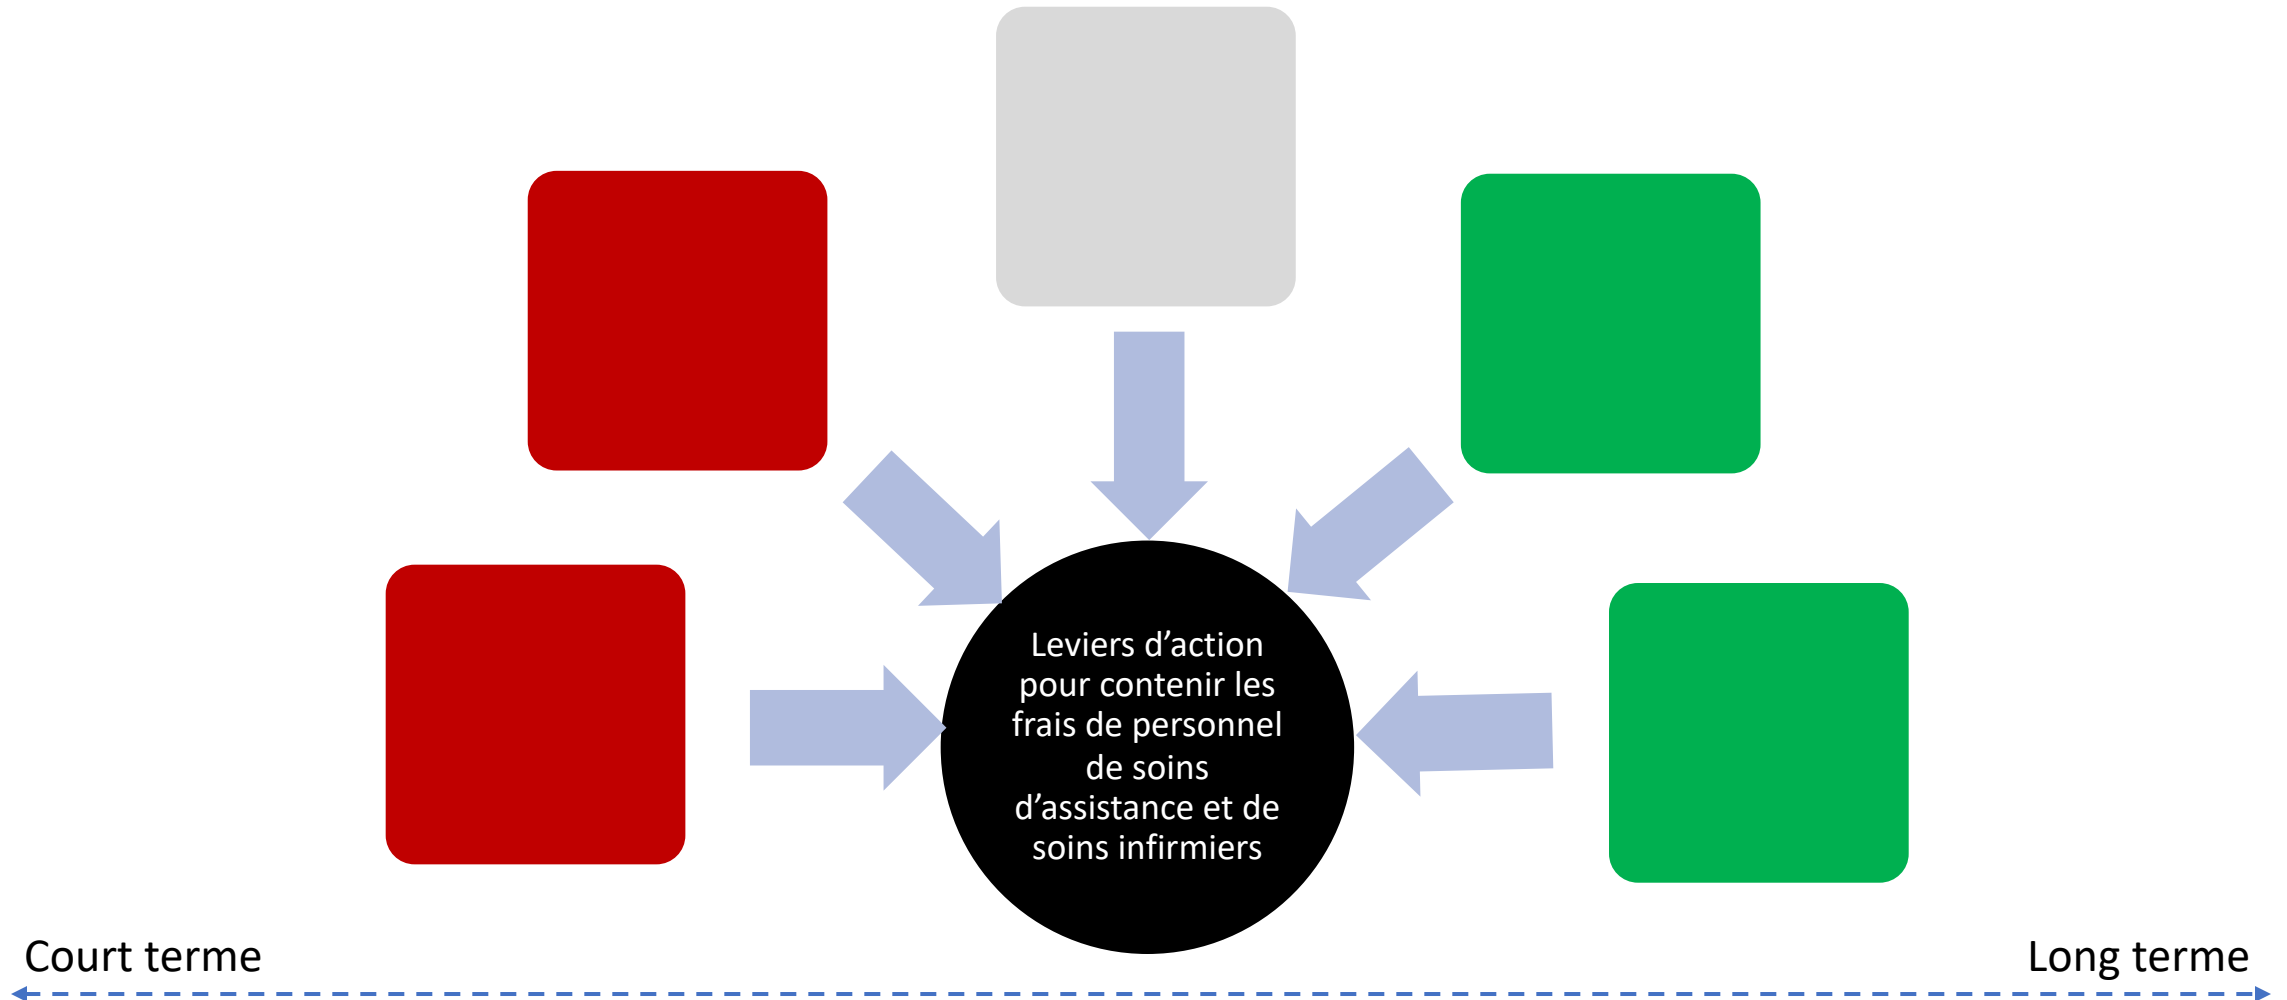 Leviers d’action
pour contenir les
frais de personnel
de soins
d’assistance et de
soins infirmiers
Court terme
Long terme